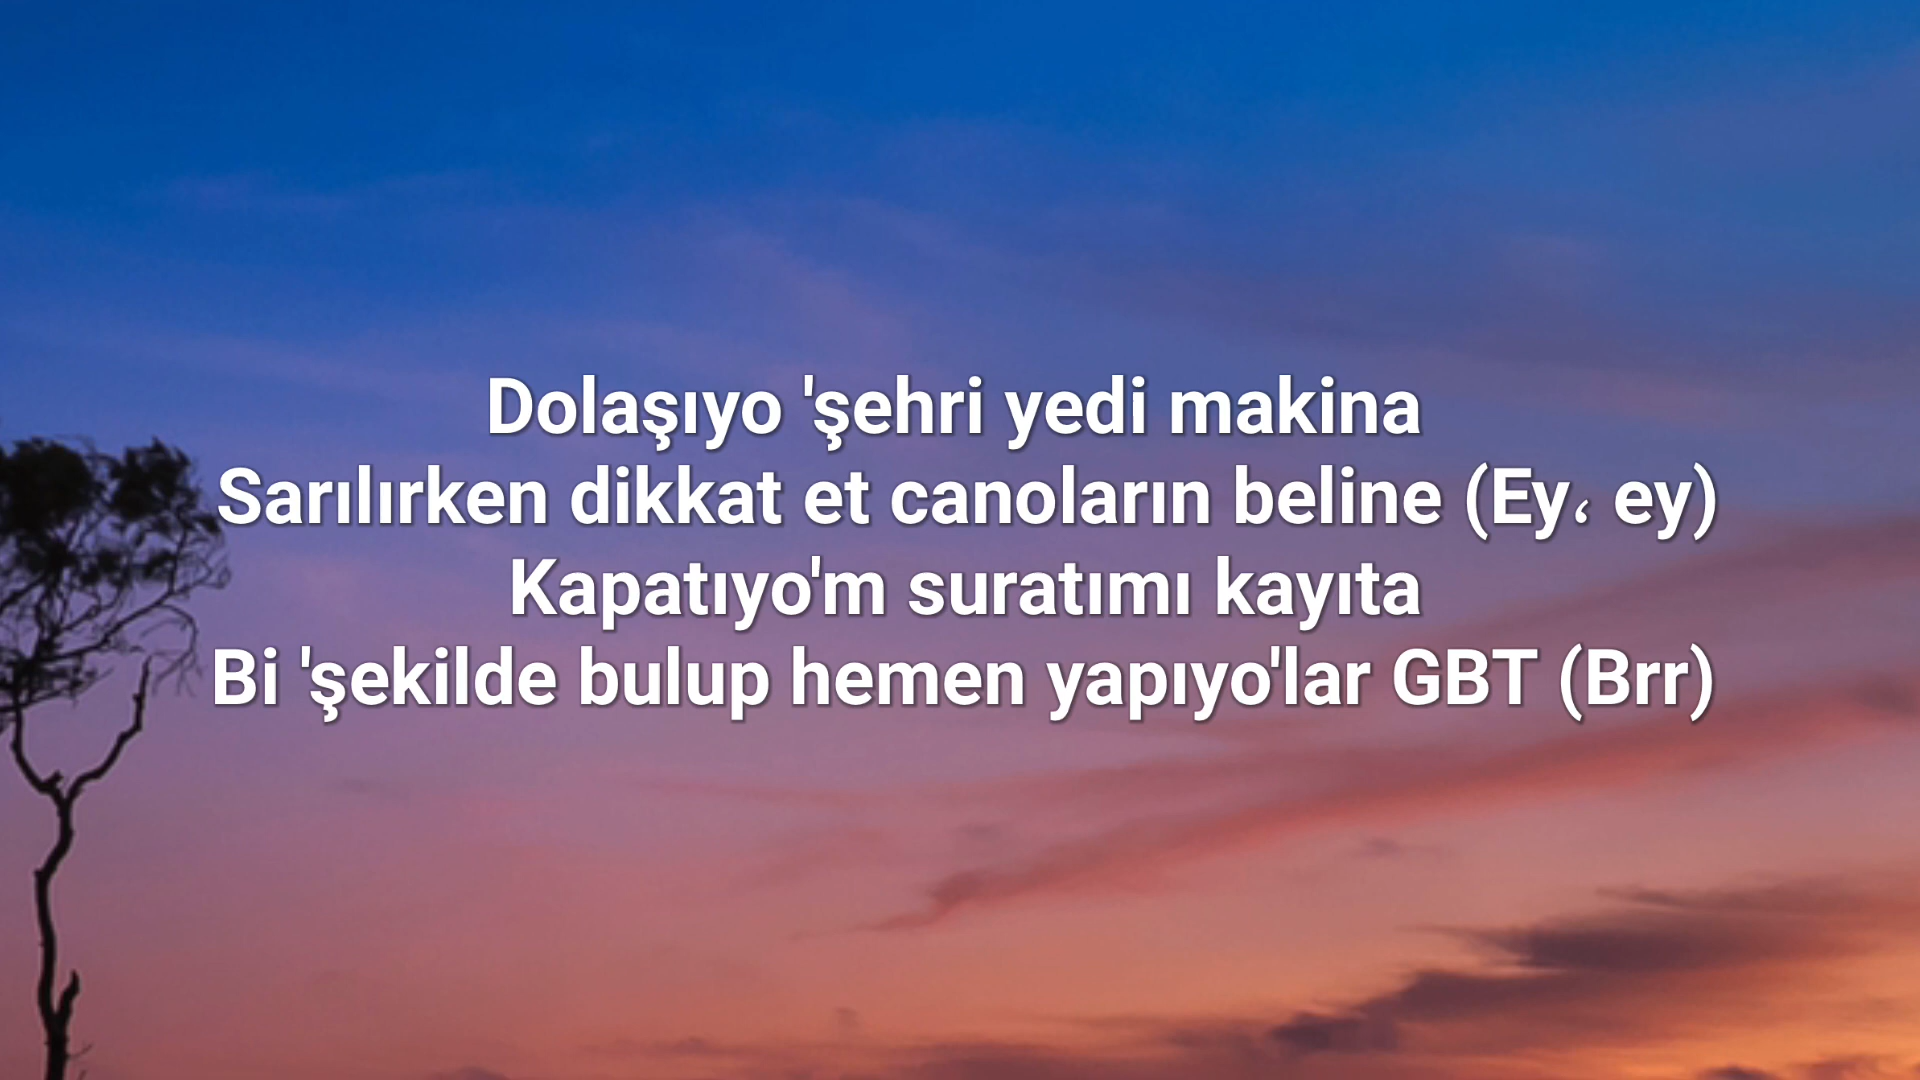 Dolaşıyo 'şehri yedi makina
Sarılırken dikkat et canoların beline (Ey، ey)
Kapatıyo'm suratımı kayıta
Bi 'şekilde bulup hemen yapıyo'lar GBT (Brr)